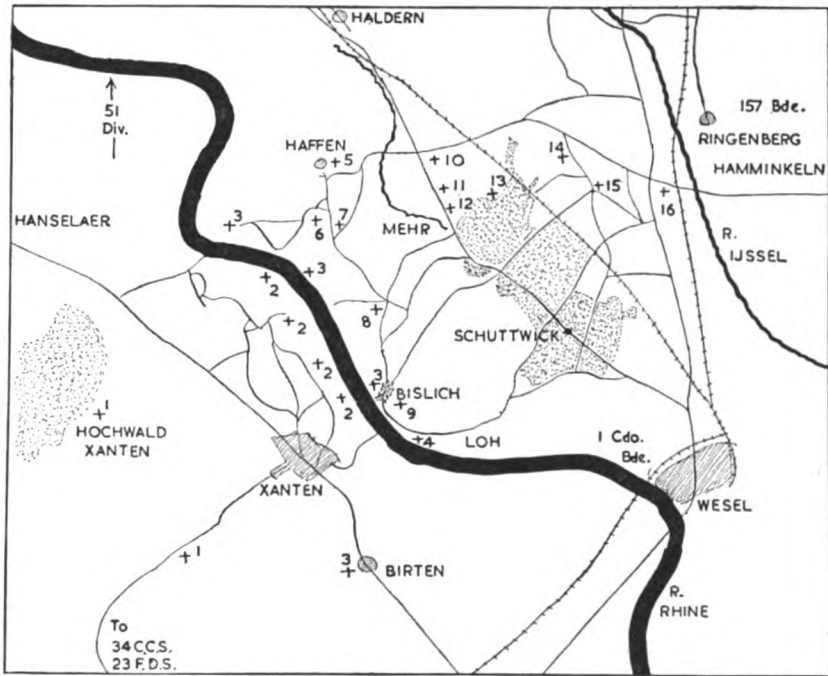 HALDERN
51
Div.
157 Bde.
RINGENBERG
HAMMINKELN
HAFFEN
5
10
14
11
13
12
15
16
HANSELAER
3
6
7
MEHR
R.
IJSSEL
2
3
2
8
SCHUTTWICK
2
3
BISLICH
2
9
1
HOCHWALD
XANTEN
4
LOH
1 Cdo.
Bde.
XANTEN
WESEL
1
3
BIRTEN
R.
RHINE
To
34 C.C.S.
23 F.D.S.